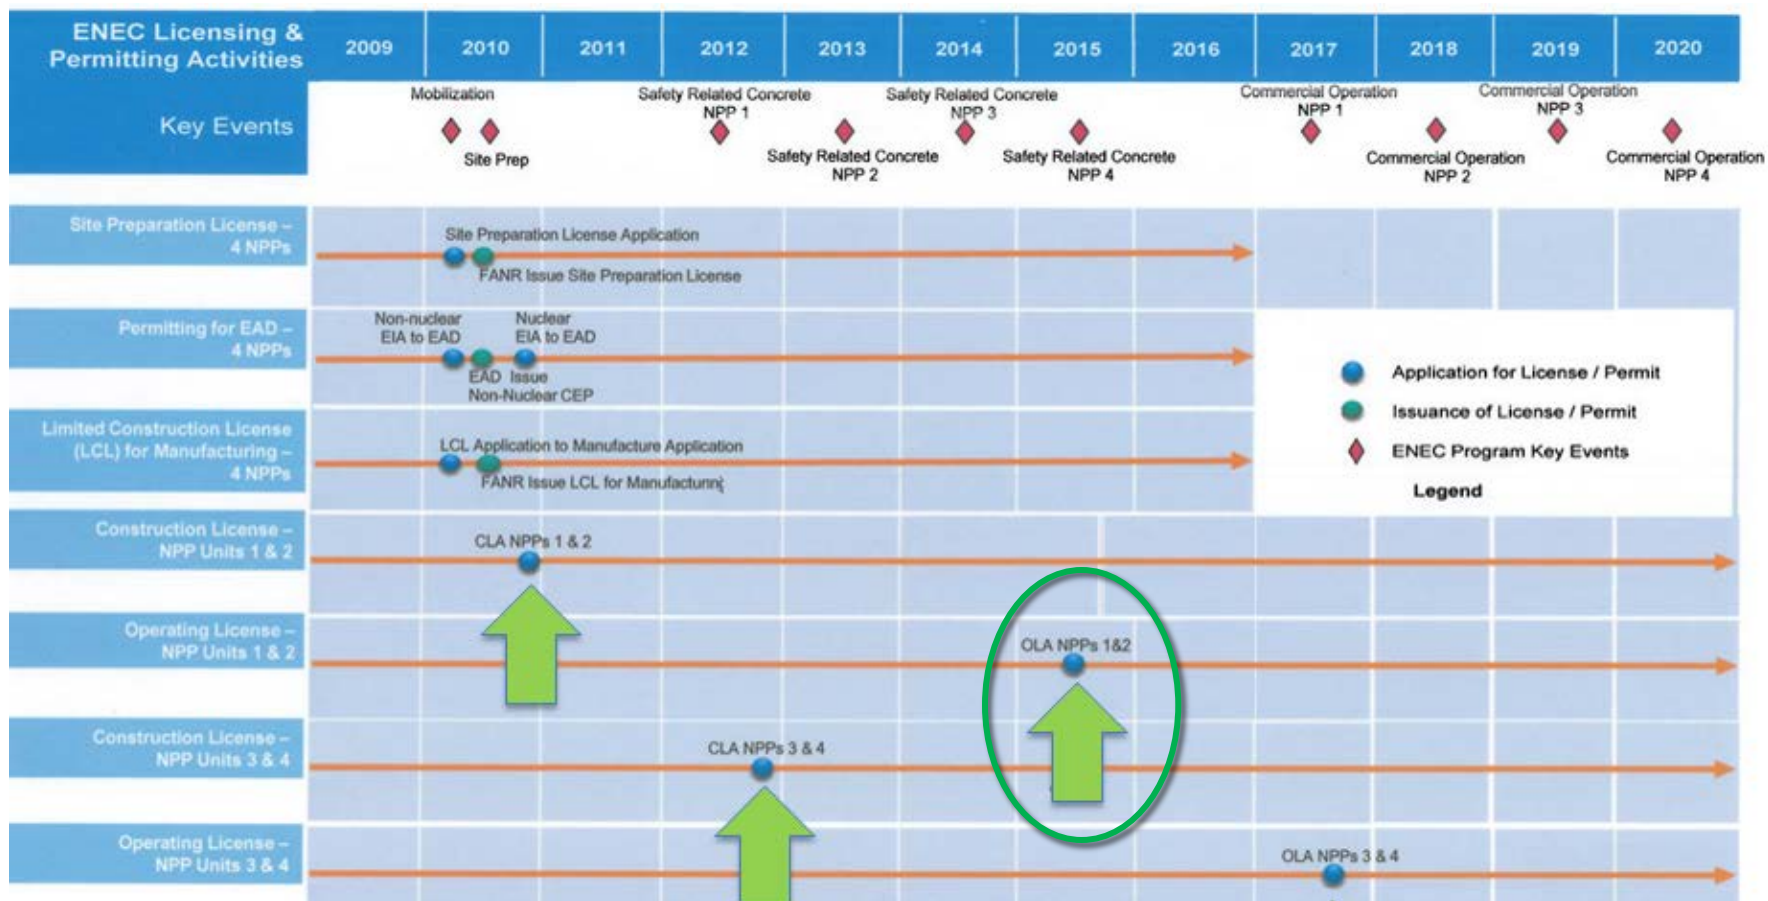 ENEC Licensing &
Permitting Activities
2009 2010 2011 2012 2013 2014 2015 2016 2017 2018 2019 2020
Key Events
Mobilization
Site Prep
Safety Related Concrete
NPP 1
Safety Related Concrete
NPP 2
Safety Related Concrete
NPP 3
Safety Related Concrete
NPP 4
Commercial Operation
NPP 1
Commercial Operation
NPP 2
Commercial Operation
NPP 3
Commercial Operation
NPP 4
Site Preparation License –
4 NPPs
Site Preparation License Application
FANR Issue Site Preparation License
Permitting for EAD –
4 NPPs
Non-nuclear
EIA to EAD
Nuclear
EIA to EAD
EAD Issue
Non-Nuclear CEP
Application for License / Permit
Issuance of License / Permit
ENEC Program Key Events
Legend
Limited Construction License
(LCL) for Manufacturing –
4 NPPs
LCL Application to Manufacture Application
FANR Issue LCL for Manufacturing
Construction License –
NPP Units 1 & 2
CLA NPPs 1 & 2
Operating License –
NPP Units 1 & 2
OLA NPPs 1&2
Construction License –
NPP Units 3 & 4
CLA NPPs 3 & 4
Operating License –
NPP Units 3 & 4
OLA NPPs 3 & 4